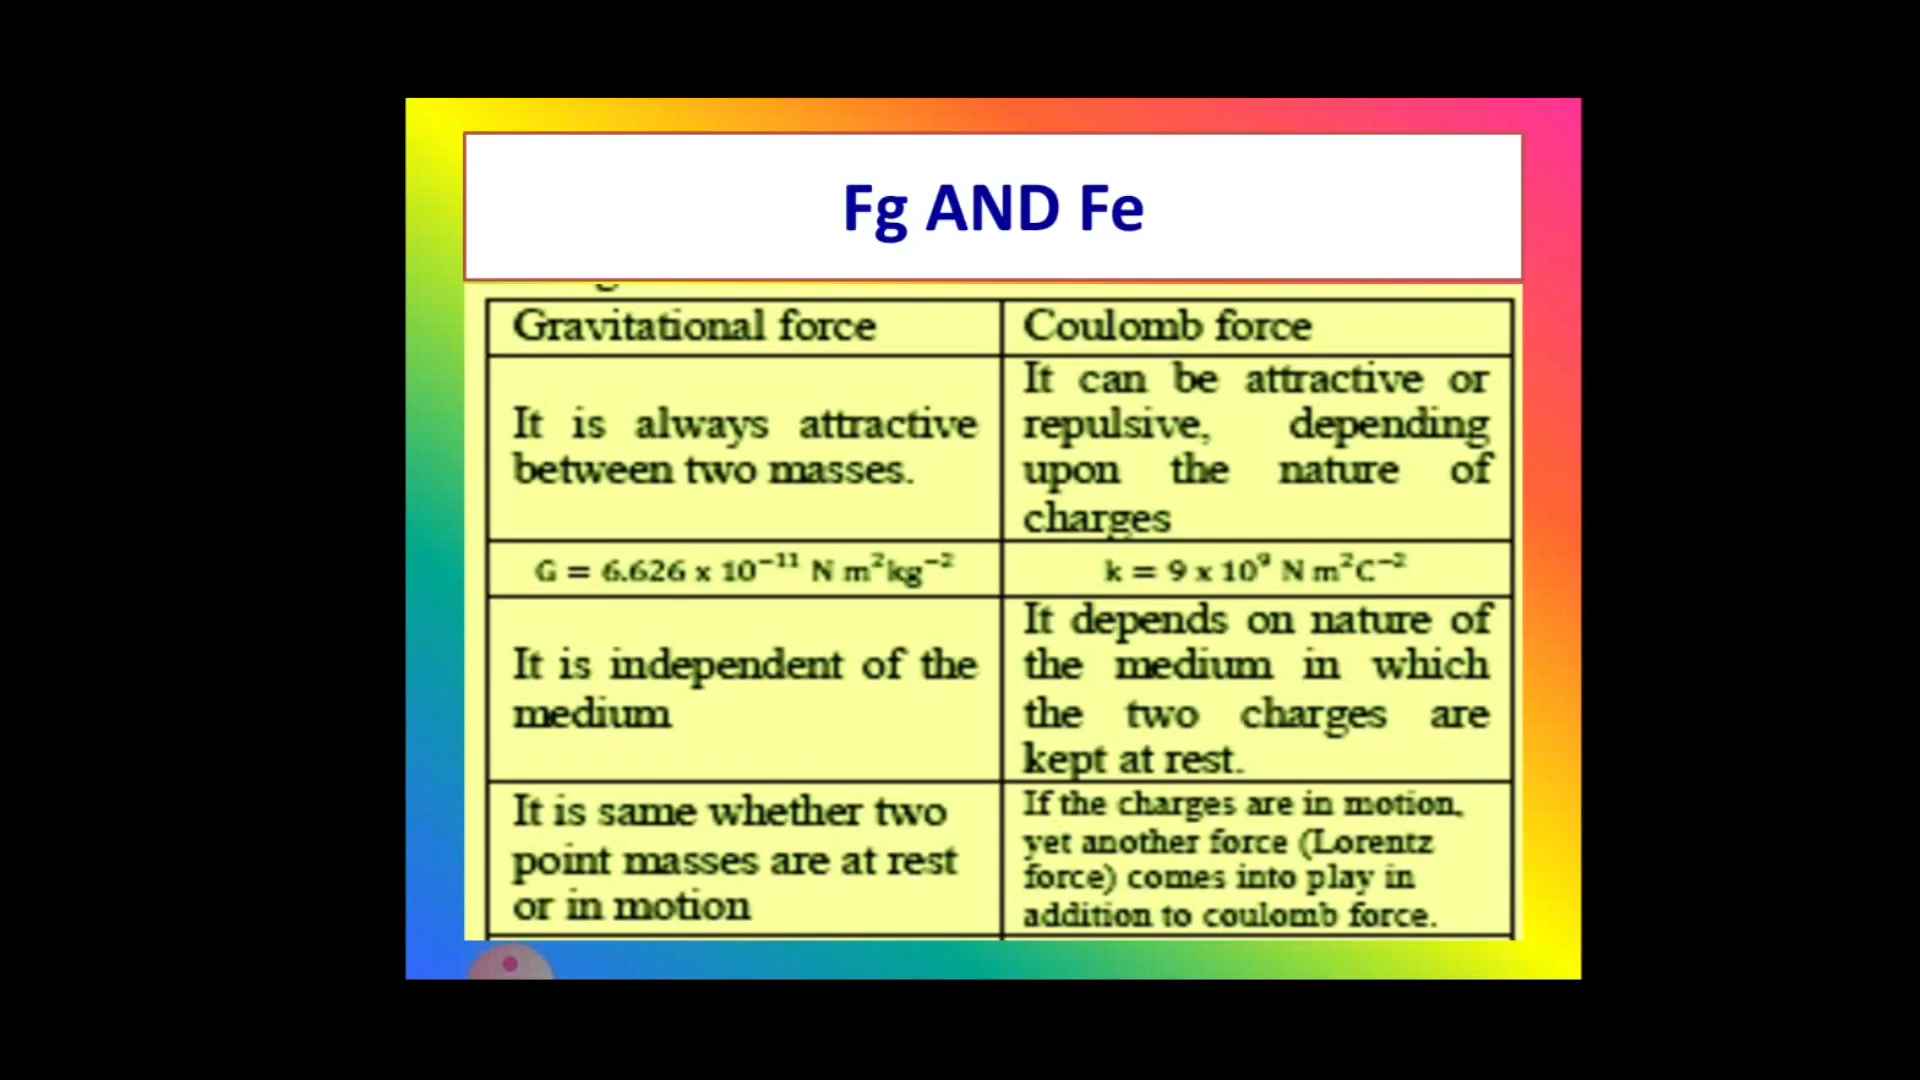 Fg AND Fe
Gravitational force
Coulomb force
It is always attractive
between two masses.
It can be attractive or
repulsive, depending
upon the nature of
charges
G = 6.626 x 10⁻¹¹ N m²kg⁻²
k = 9 x 10⁹ N m²C⁻²
It is independent of the
medium
It depends on nature of
the medium in which
the two charges are
kept at rest.
It is same whether two
point masses are at rest
or in motion
If the charges are in motion,
yet another force (Lorentz
force) comes into play in
addition to coulomb force.